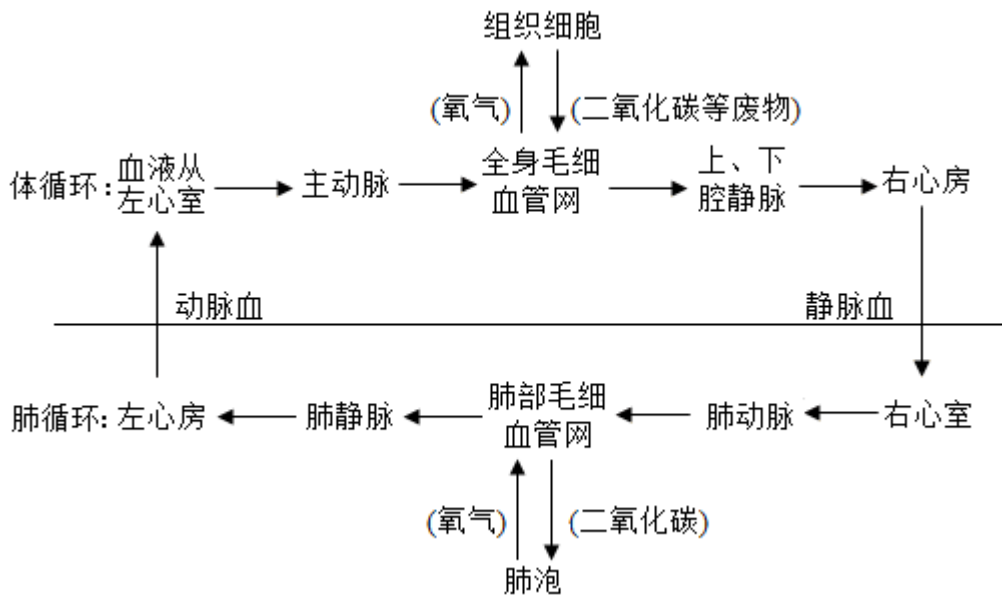 组织细胞
(氧气)
(二氧化碳等废物)
体循环:
血液从
左心室
主动脉
全身毛细
血管网
上、下
腔静脉
右心房
动脉血
静脉血
肺循环:
左心房
肺静脉
肺部毛细
血管网
肺动脉
右心室
(氧气)
(二氧化碳)
肺泡